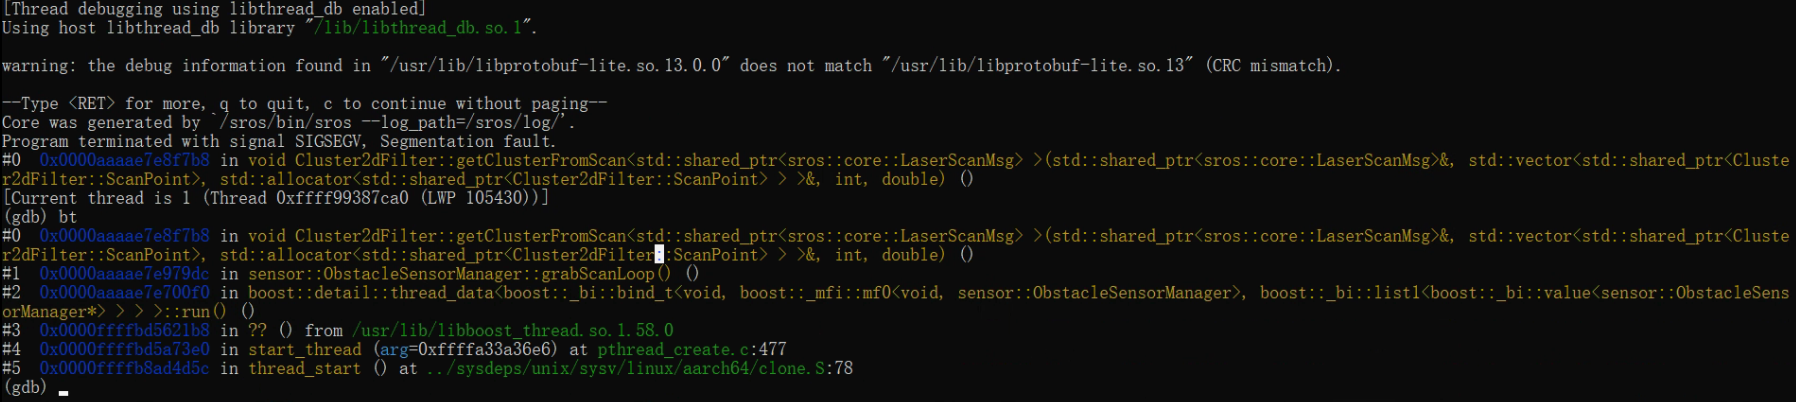 [Thread debugging using libthread_db enabled]
Using host libthread_db library "/lib/libthread_db.so.1".
warning: the debug information found in "/usr/lib/libprotobuf-lite.so.13.0.0" does not match "/usr/lib/libprotobuf-lite.so.13" (CRC mismatch).
--Type <RET> for more, q to quit, c to continue without paging--
Core was generated by `/sros/bin/sros --log_path=/sros/log/'.
Program terminated with signal SIGSEGV, Segmentation fault.
#0  0x0000aaaae7e8f7b8 in void Cluster2dFilter::getClusterFromScan<std::shared_ptr<sros::core::LaserScanMsg> >(std::shared_ptr<sros::core::LaserScanMsg>&, std::vector<std::shared_ptr<Cluste
r2dFilter::ScanPoint>, std::allocator<std::shared_ptr<Cluster2dFilter::ScanPoint> > >&, int, double) ()
[Current thread is 1 (Thread 0xffff99387ca0 (LWP 105430))]
(gdb) bt
#0  0x0000aaaae7e8f7b8 in void Cluster2dFilter::getClusterFromScan<std::shared_ptr<sros::core::LaserScanMsg> >(std::shared_ptr<sros::core::LaserScanMsg>&, std::vector<std::shared_ptr<Cluste
r2dFilter::ScanPoint>, std::allocator<std::shared_ptr<Cluster2dFilter::ScanPoint> > >&, int, double) ()
#1  0x0000aaaae7e979dc in sensor::ObstacleSensorManager::grabScanLoop() ()
#2  0x0000aaaae7e700f0 in boost::detail::thread_data<boost::_bi::bind_t<void, boost::_mfi::mf0<void, sensor::ObstacleSensorManager>, boost::_bi::list1<boost::_bi::value<sensor::ObstacleSens
orManager*> > > >::run() ()
#3  0x0000ffffbd5621b8 in ?? () from /usr/lib/libboost_thread.so.1.58.0
#4  0x0000ffffbd5a73e0 in start_thread (arg=0xffffa33a36e6) at pthread_create.c:477
#5  0x0000ffffb8ad4d5c in thread_start () at ../sysdeps/unix/sysv/linux/aarch64/clone.S:78
(gdb)